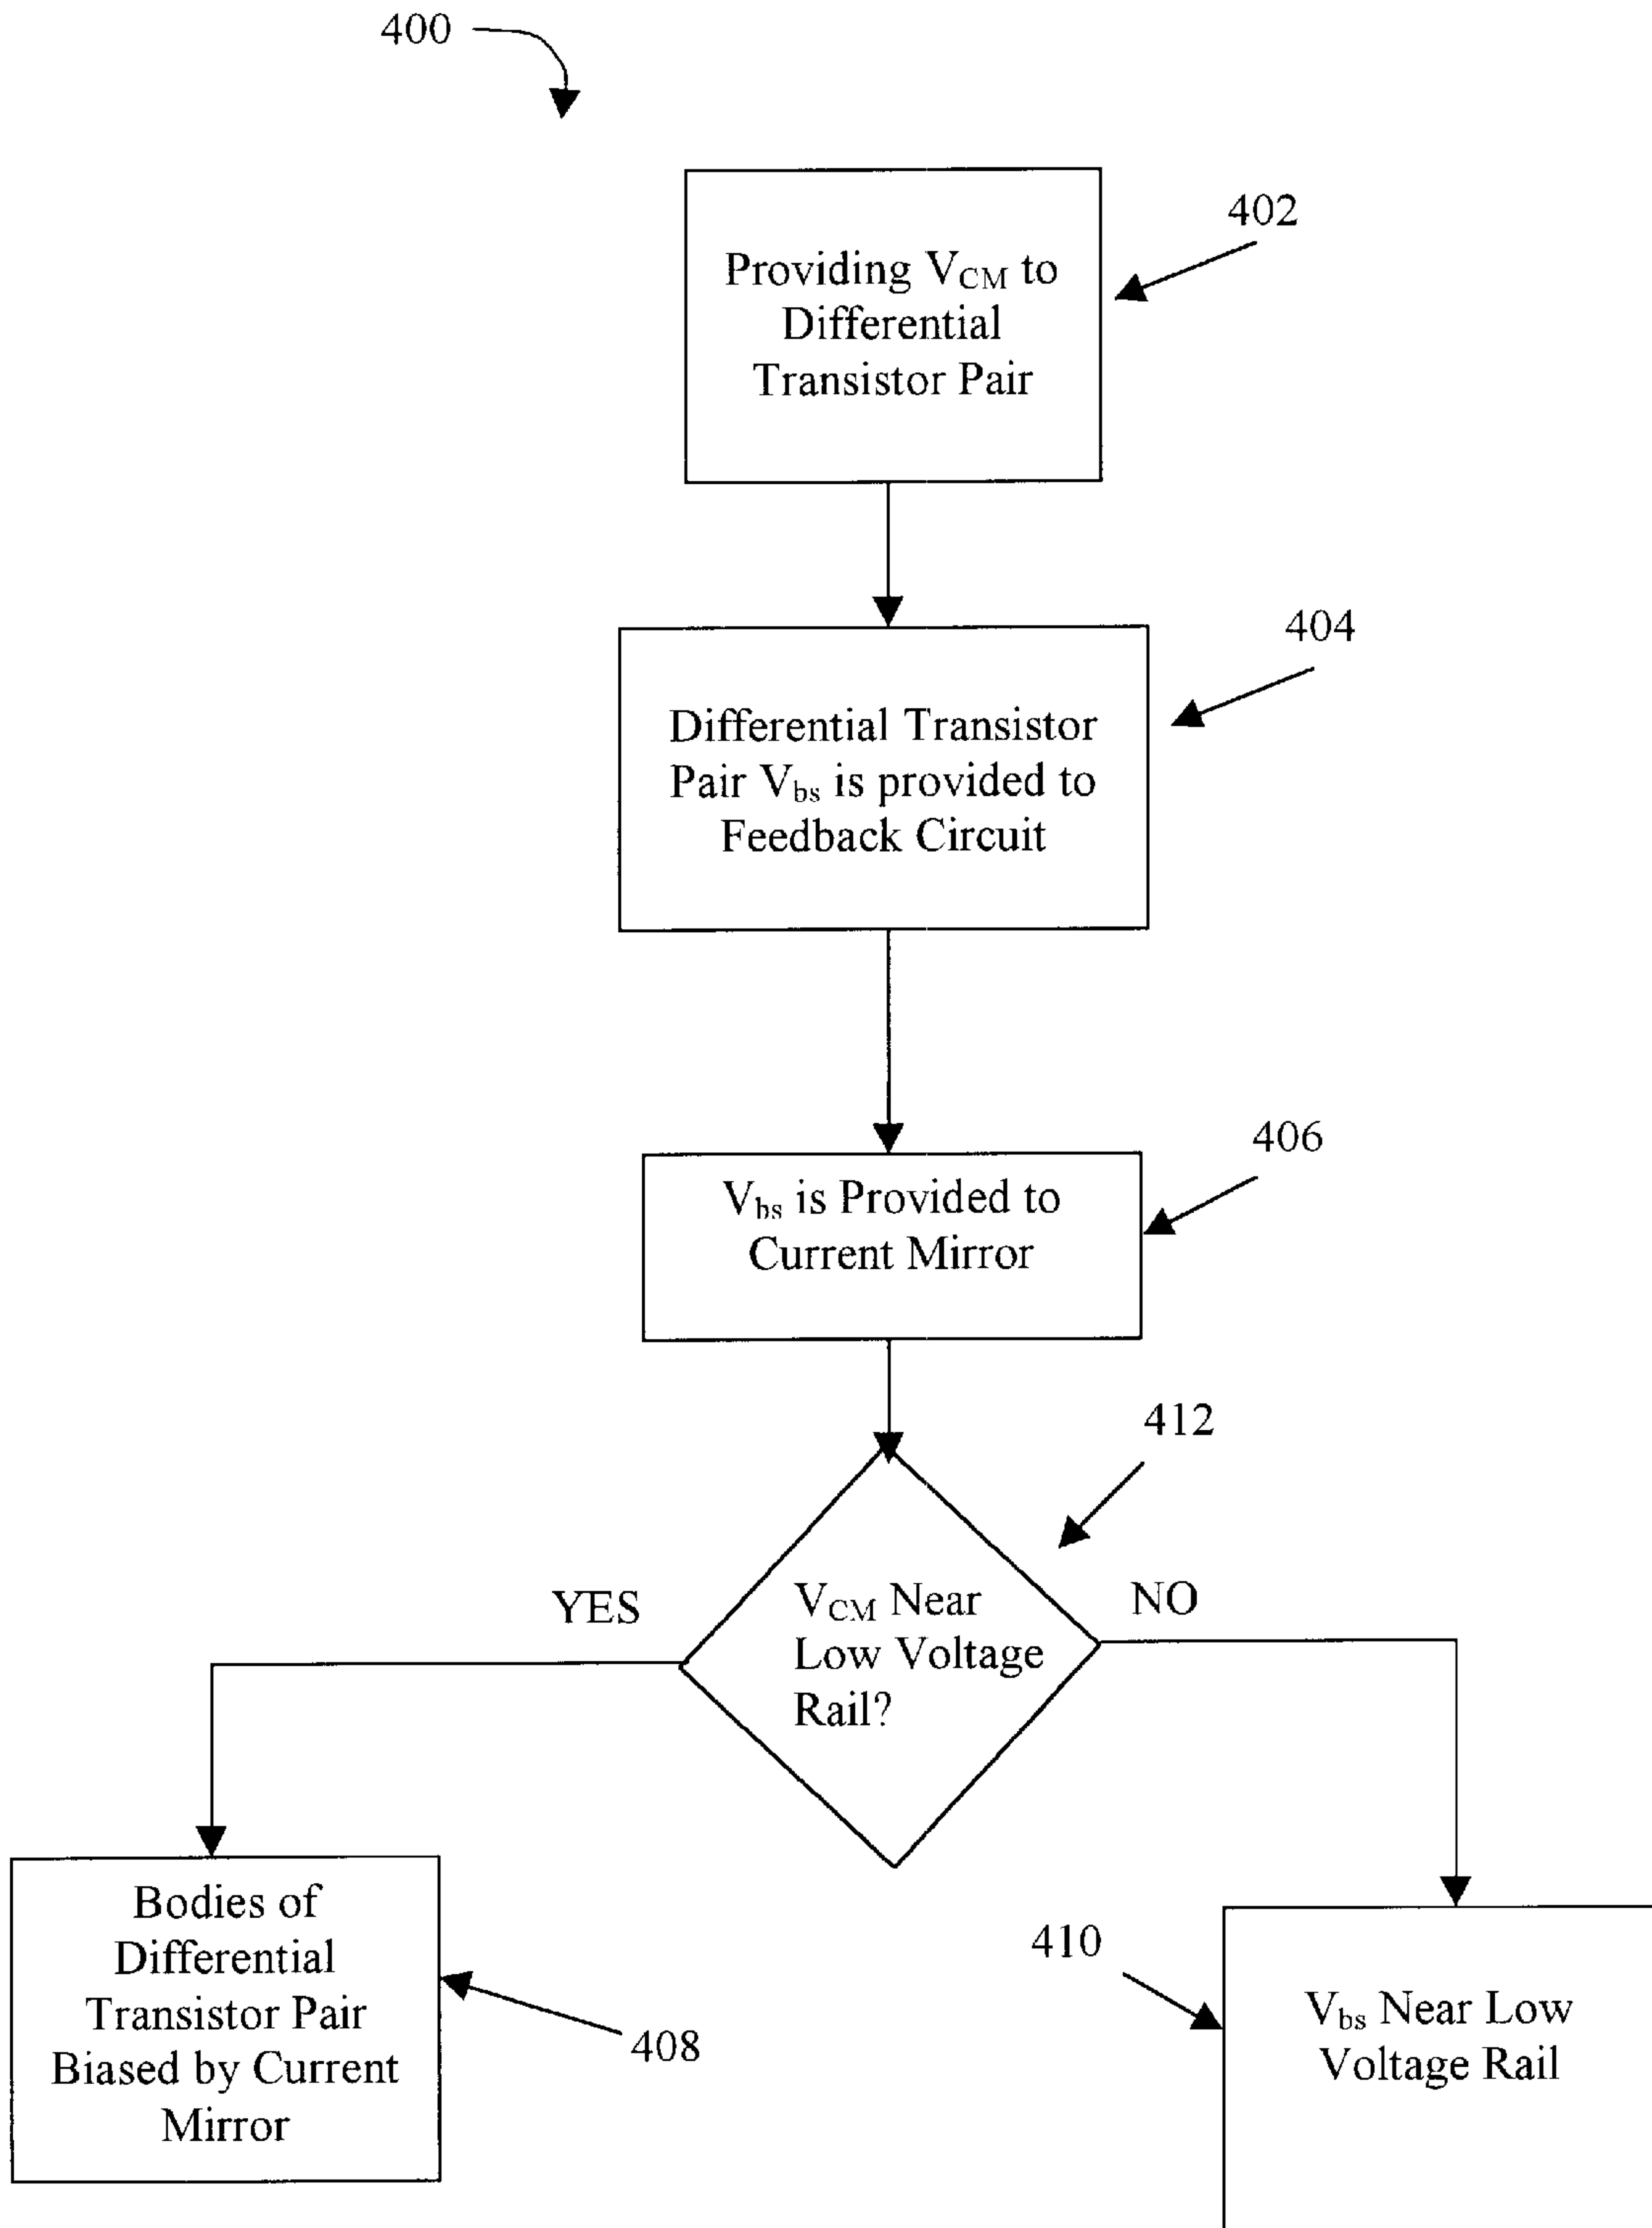 400
402
Providing VCM to
Differential
Transistor Pair
404
Differential Transistor
Pair Vbs is provided to
Feedback Circuit
406
Vbs is Provided to
Current Mirror
412
YES
VCM Near
Low Voltage
Rail?
NO
Bodies of
Differential
Transistor Pair
Biased by Current
Mirror
408
410
Vbs Near Low
Voltage Rail